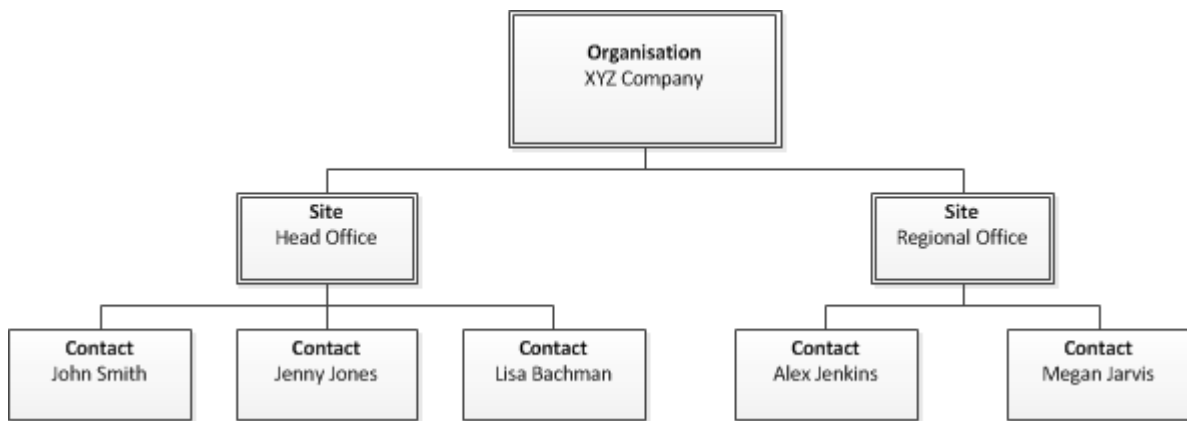 Organisation
XYZ Company
Site
Head Office
Site
Regional Office
Contact
John Smith
Contact
Jenny Jones
Contact
Lisa Bachman
Contact
Alex Jenkins
Contact
Megan Jarvis